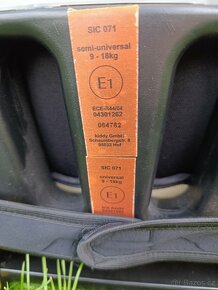 SIC 071
semi-universal
9 - 18kg
E1
ECE-R44/04
04301262
064762
kiddy GmbH
Schaumbergstr. 8
95032 Hof
SIC 071
universal
9 - 18kg
E1